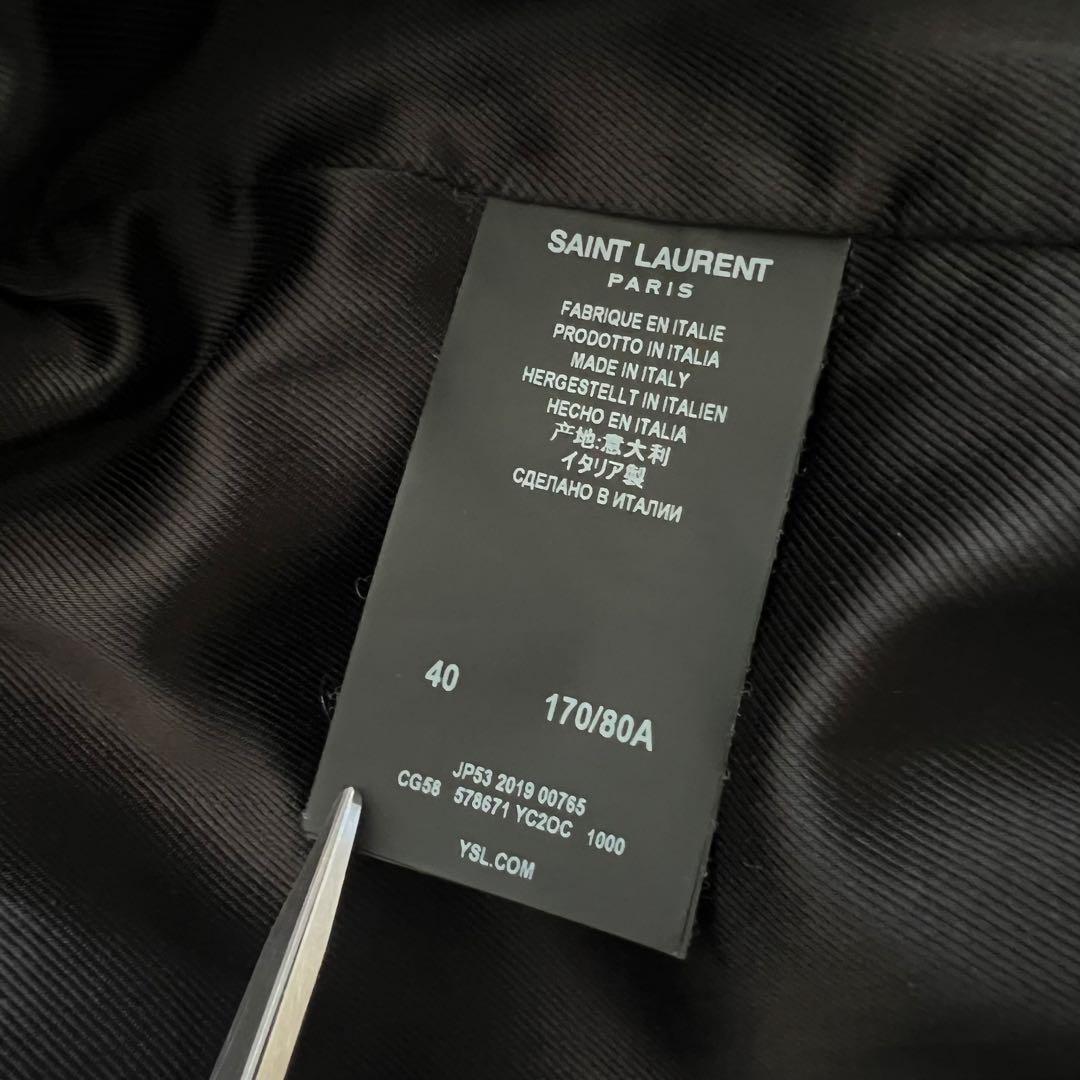 SAINT LAURENT
PARIS
FABRIQUE EN ITALIE
PRODOTTO IN ITALIA
MADE IN ITALY
HERGESTELLT IN ITALIEN
HECHO EN ITALIA
产地:意大利
イタリア製
СДЕЛАНО В ИТАЛИИ
40 170/80A
JP53 2019 00765
CG58 578671 YC2OC 1000
YSL.COM